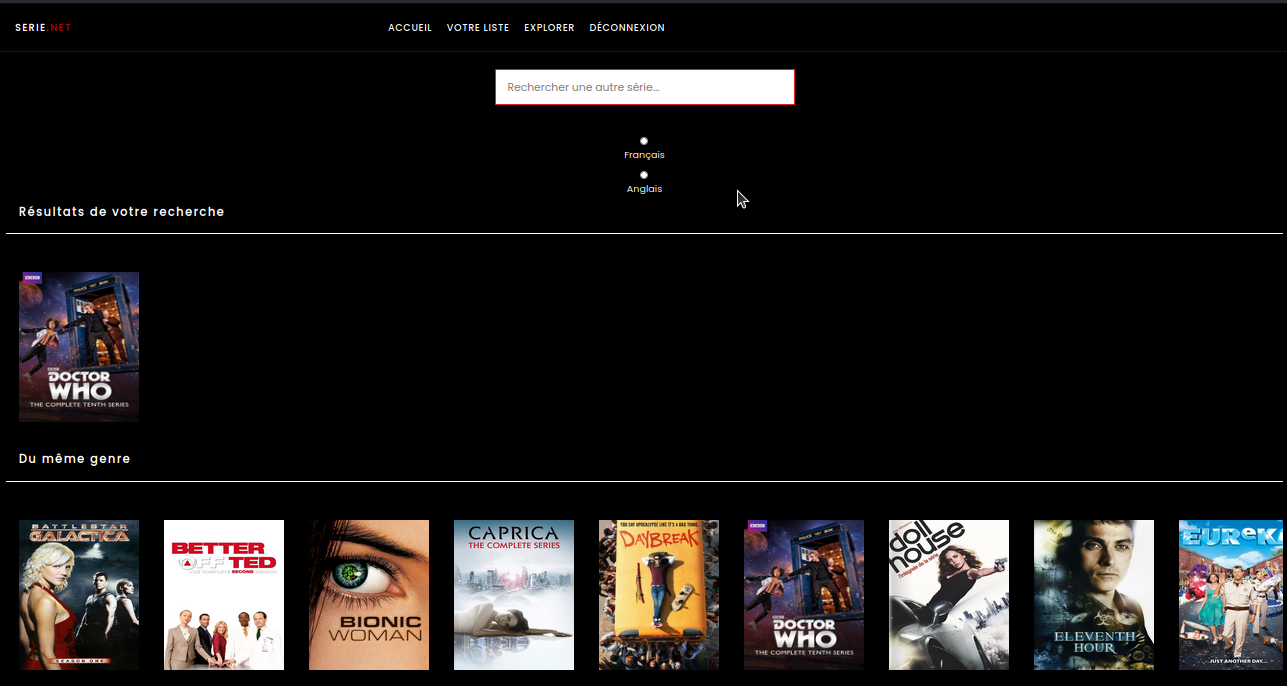 SERIE.NET
ACCUEIL VOTRE LISTE EXPLORER DÉCONNEXION
Rechercher une autre série...
Français
Anglais
Résultats de votre recherche
BBC
DOCTOR
WHO
THE COMPLETE TENTH SERIES
Du même genre
BATTLESTAR
GALACTICA
SEASON ONE
BETTER
OFF TED
THE COMPLETE SECOND SEASON
BIONIC
WOMAN
CAPRICA
THE COMPLETE SERIES
YOU SAY APOCALYPSE LIKE IT'S A BAD THING.
DAYBREAK
BBC
DOCTOR
WHO
THE COMPLETE TENTH SERIES
doll
house
l'intégrale de la série
ELEVENTH
HOUR
EUREK
JUST ANOTHER DAY...